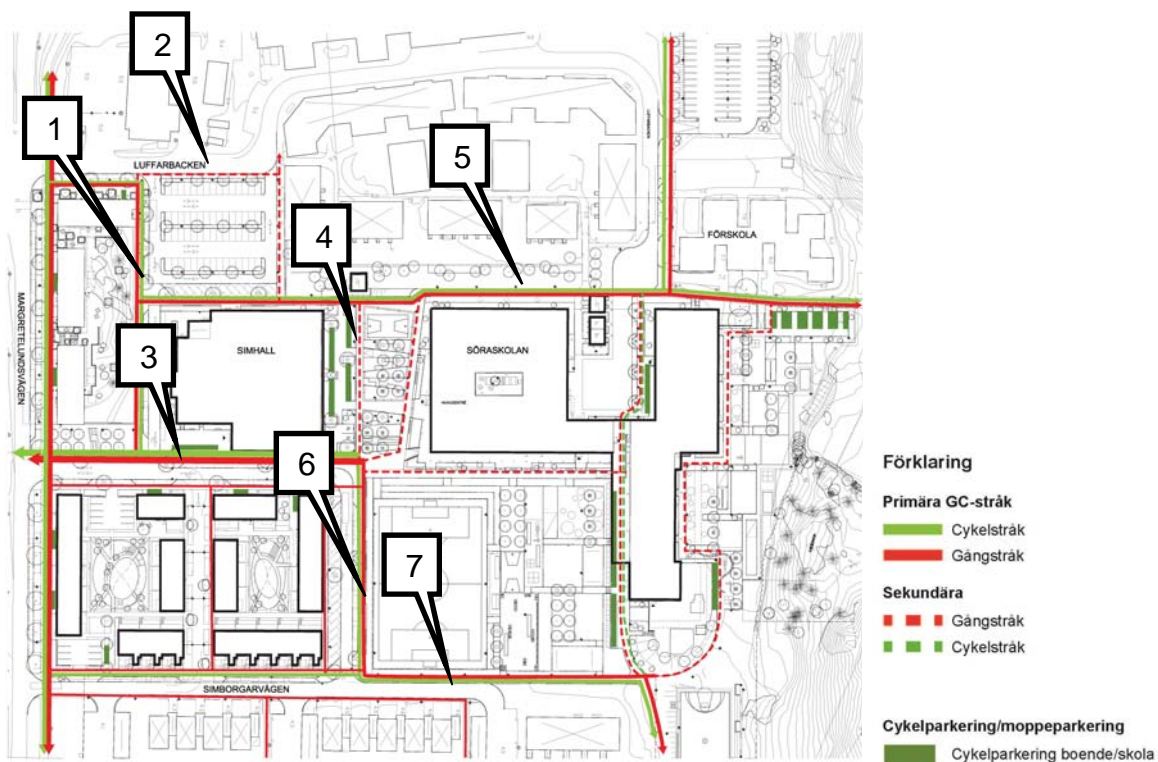 2
1
LUFFARBACKEN
5
4
FÖRSKOLA
MARGRETELUNDSVÄGEN
SIMHALL
SÖRASKOLAN
3
6
7
SIMBORGARVÄGEN
Förklaring
Primära GC-stråk
Cykelstråk
Gångstråk
Sekundära
Gångstråk
Cykelstråk
Cykelparkering/moppeparkering
Cykelparkering boende/skola